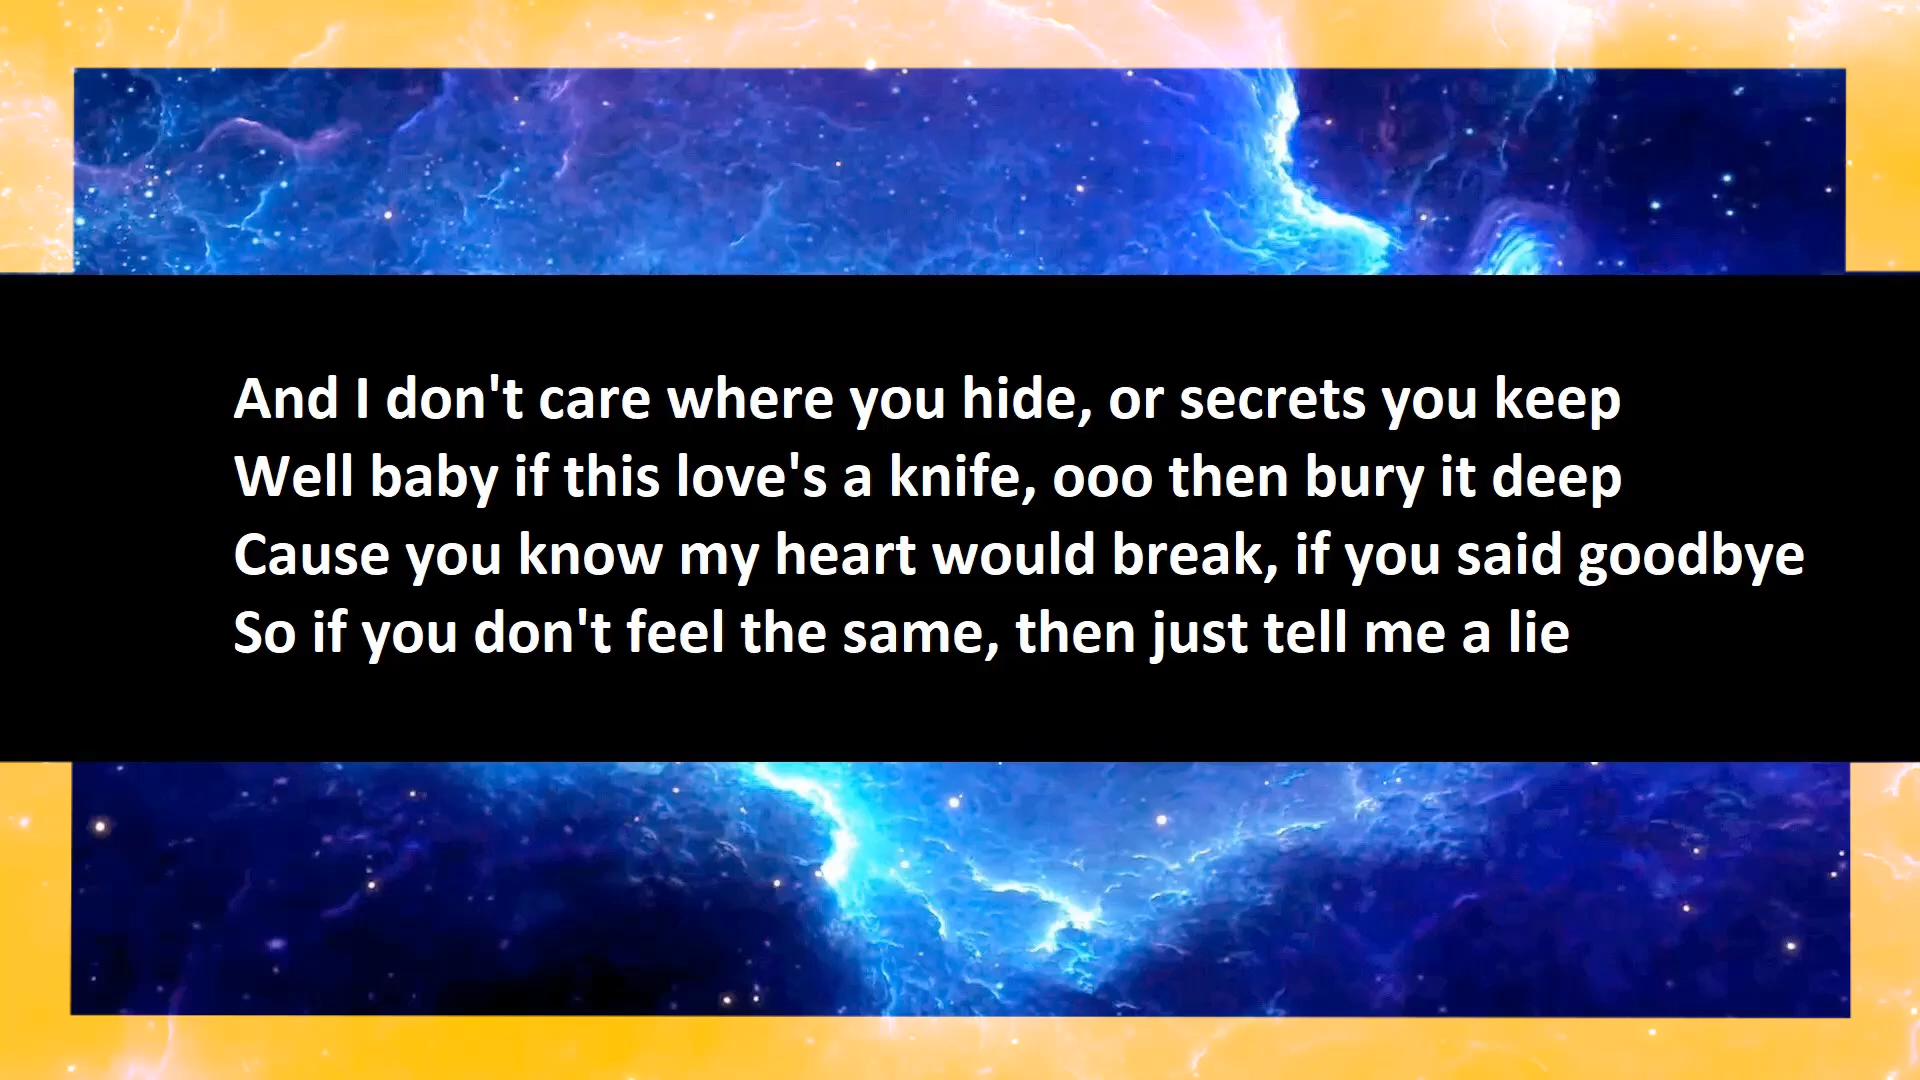 And I don't care where you hide, or secrets you keep
Well baby if this love's a knife, ooo then bury it deep
Cause you know my heart would break, if you said goodbye
So if you don't feel the same, then just tell me a lie